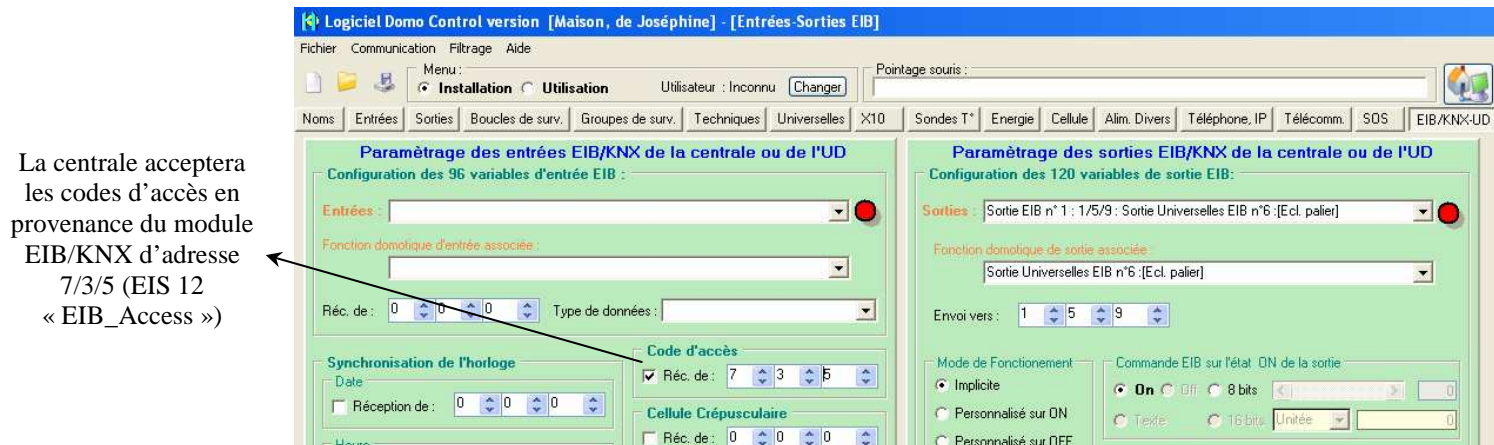 Logiciel Domo Control version [Maison, de Joséphine] - [Entrées-Sorties EIB]
Fichier Communication Filtrage Aide
Menu :
Installation Utilisation Utilisateur : Inconnu Changer
Pointage souris :
Noms Entrées Sorties Boucles de surv. Groupes de surv. Techniques Universelles X10 Sondes T° Energie Cellule Alim. Divers Téléphone, IP Télécomm. SOS EIB/KNX-UD
La centrale acceptera
les codes d'accès en
provenance du module
EIB/KNX d'adresse
7/3/5 (EIS 12
« EIB_Access »)
Paramètrage des entrées EIB/KNX de la centrale ou de l'UD
Configuration des 96 variables d'entrée EIB :
Entrées :
Fonction domotique d'entrée associée :
Réc. de : 0 0 0 Type de données :
Synchronisation de l'horloge
Date
Réception de : 0 0 0
Heure
Code d'accès
Réc. de : 7 3 5
Cellule Crépusculaire
Réc. de : 0 0 0
Paramètrage des sorties EIB/KNX de la centrale ou de l'UD
Configuration des 120 variables de sortie EIB:
Sorties : Sortie EIB n° 1 : 1/5/9 : Sortie Universelles EIB n°6 :[Ecl. palier]
Fonction domotique de sortie associée :
Sortie Universelles EIB n°6 :[Ecl. palier]
Envoi vers : 1 5 9
Mode de Fonctionement
Implicite
Personnalisé sur ON
Personnalisé sur OFF
Commande EIB sur l'état ON de la sortie
On Off 8 bits 0
Texte 16 bits Unitée 0